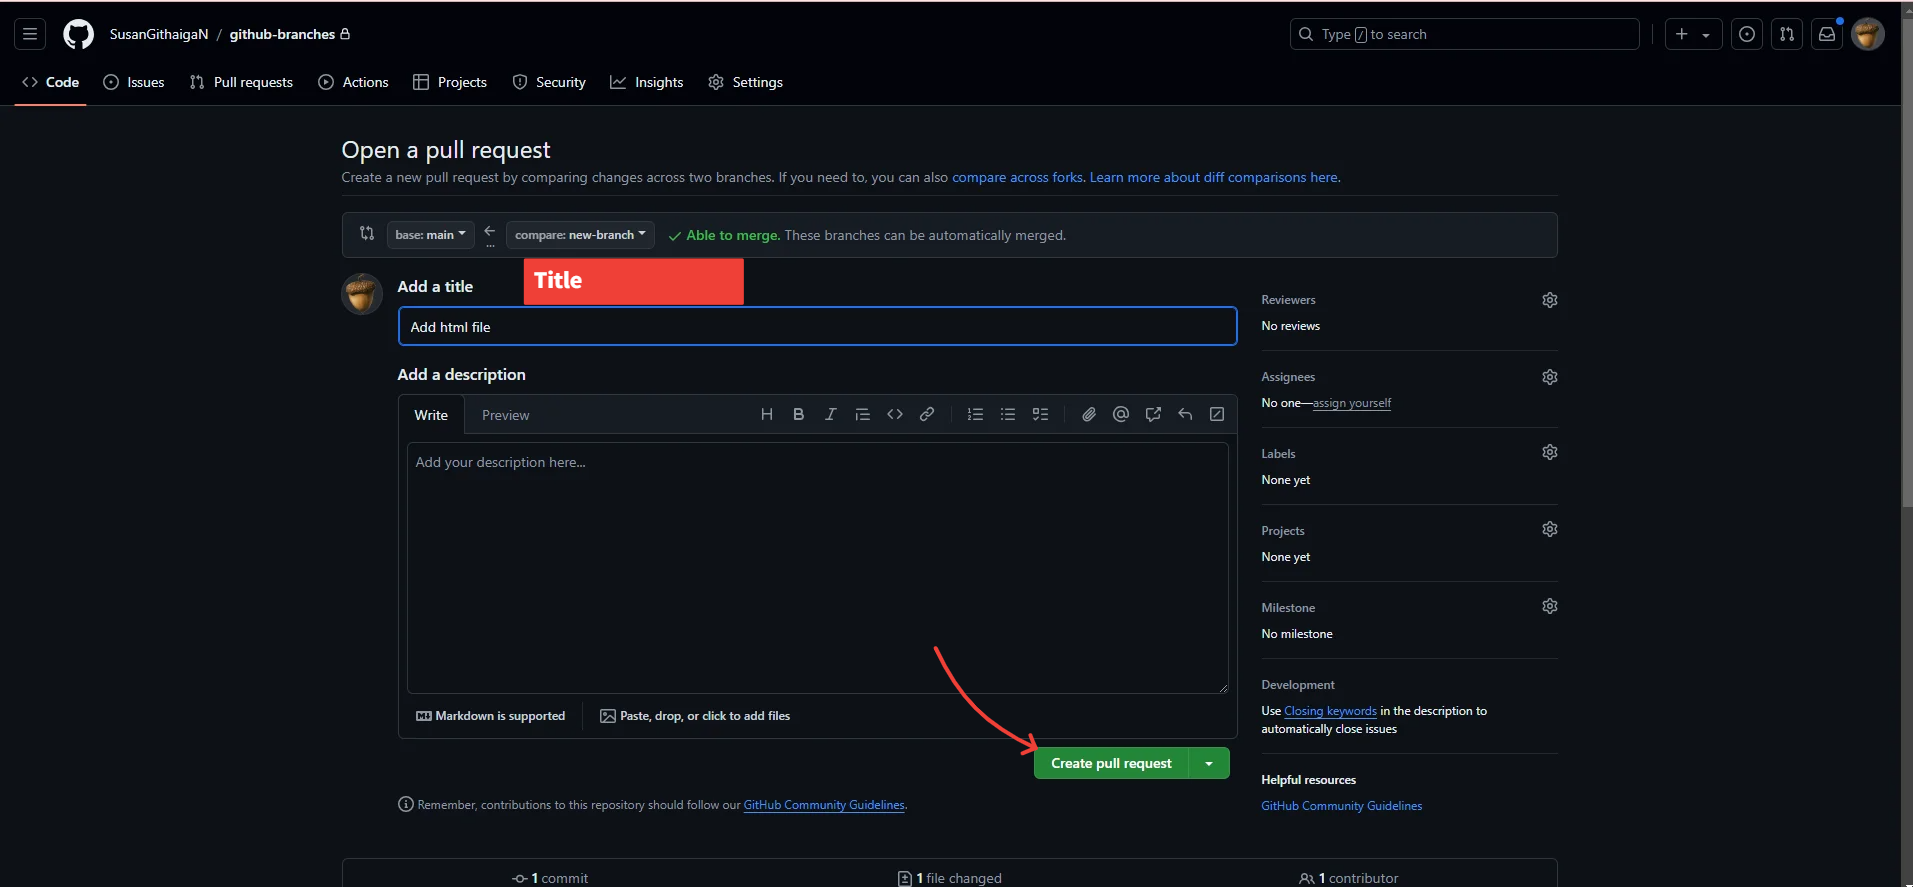 SusanGithaigaN / github-branches
Type / to search
Code Issues Pull requests Actions Projects Security Insights Settings
Open a pull request
Create a new pull request by comparing changes across two branches. If you need to, you can also compare across forks. Learn more about diff comparisons here.
base: main compare: new-branch Able to merge. These branches can be automatically merged.
Add a title
Title
Add html file
Add a description
Write Preview
Add your description here...
Markdown is supported Paste, drop, or click to add files
Create pull request
Remember, contributions to this repository should follow our GitHub Community Guidelines.
Reviewers
No reviews
Assignees
No one—assign yourself
Labels
None yet
Projects
None yet
Milestone
No milestone
Development
Use Closing keywords in the description to
automatically close issues
Helpful resources
GitHub Community Guidelines
1 commit 1 file changed 1 contributor